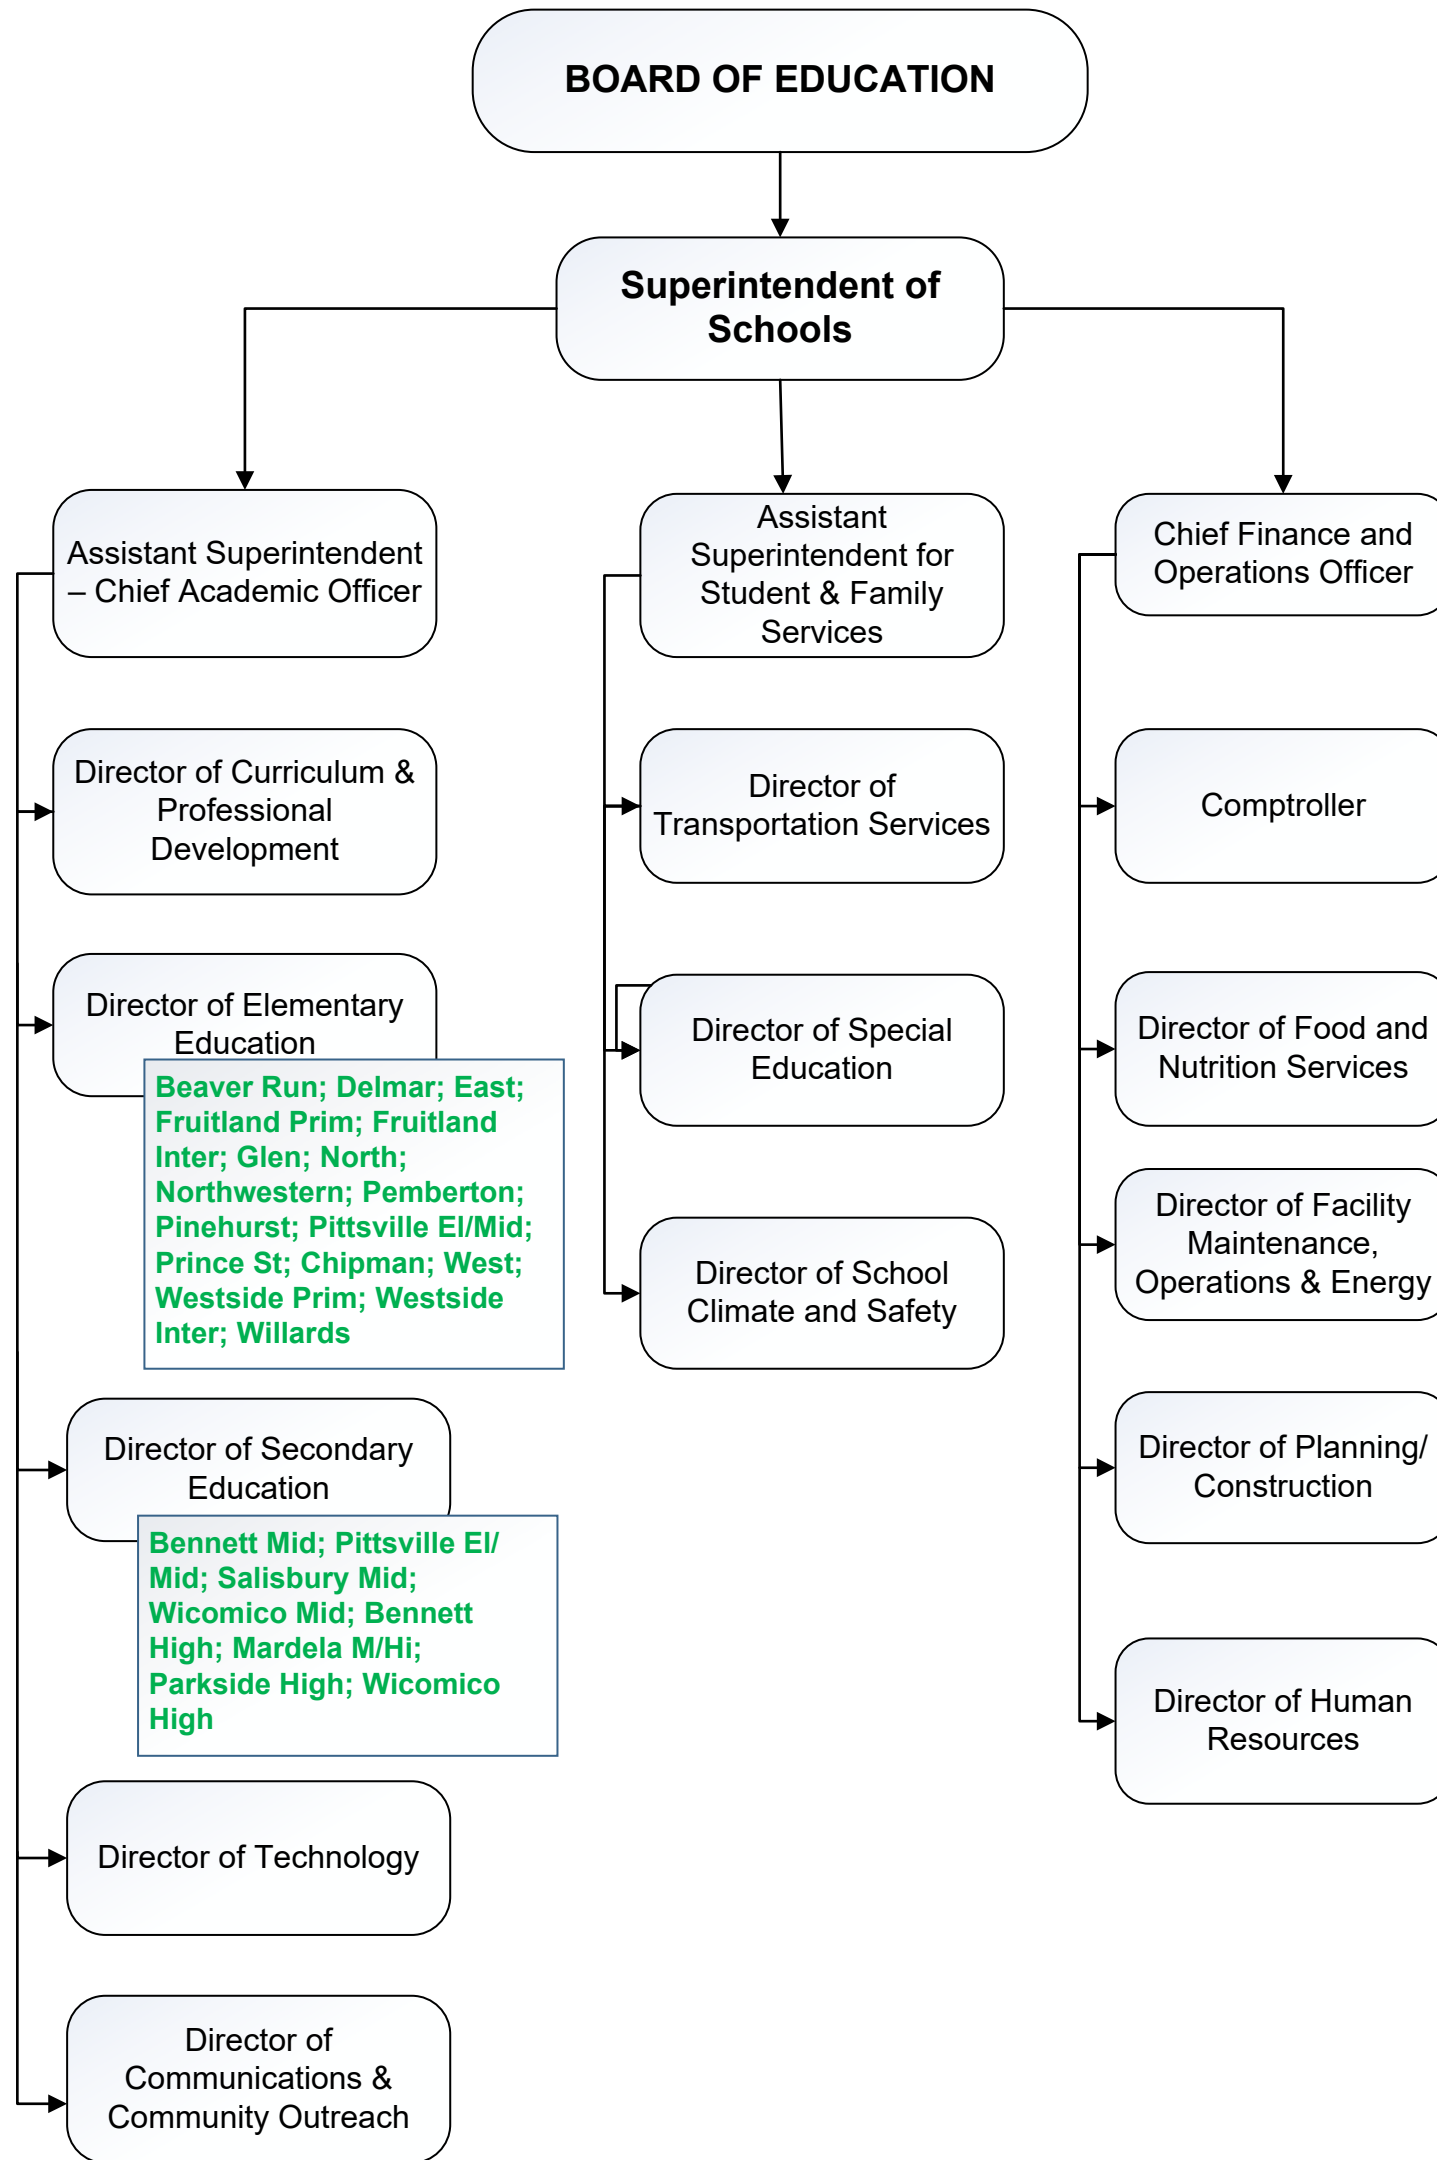 BOARD OF EDUCATION
Superintendent of
Schools
Assistant Superintendent
– Chief Academic Officer
Director of Curriculum &
Professional
Development
Director of Elementary
Education
Beaver Run; Delmar; East;
Fruitland Prim; Fruitland
Inter; Glen; North;
Northwestern; Pemberton;
Pinehurst; Pittsville El/Mid;
Prince St; Chipman; West;
Westside Prim; Westside
Inter; Willards
Director of Secondary
Education
Bennett Mid; Pittsville El/
Mid; Salisbury Mid;
Wicomico Mid; Bennett
High; Mardela M/Hi;
Parkside High; Wicomico
High
Director of Technology
Director of
Communications &
Community Outreach
Assistant
Superintendent for
Student & Family
Services
Director of
Transportation Services
Director of Special
Education
Director of School
Climate and Safety
Chief Finance and
Operations Officer
Comptroller
Director of Food and
Nutrition Services
Director of Facility
Maintenance,
Operations & Energy
Director of Planning/
Construction
Director of Human
Resources